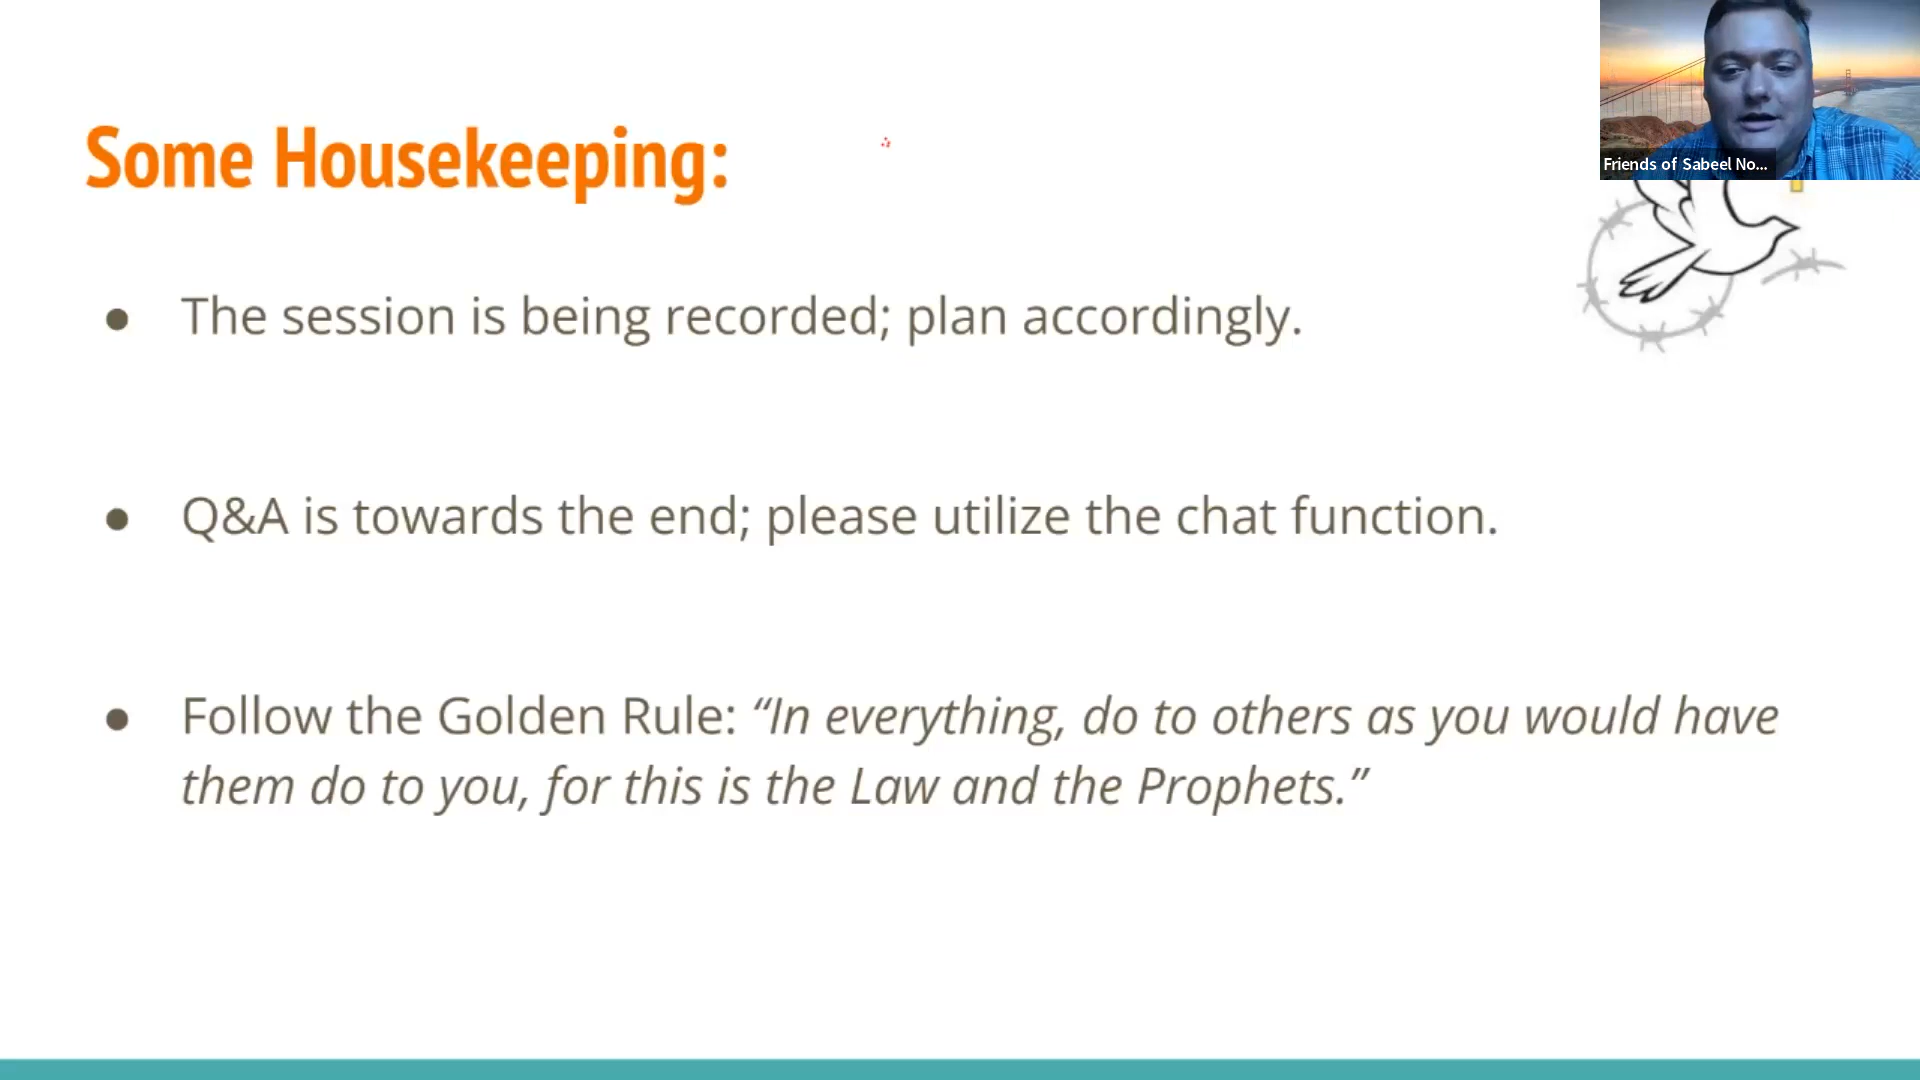 Friends of Sabeel No...
Some Housekeeping:
● The session is being recorded; plan accordingly.
● Q&A is towards the end; please utilize the chat function.
● Follow the Golden Rule: “In everything, do to others as you would have
them do to you, for this is the Law and the Prophets.”